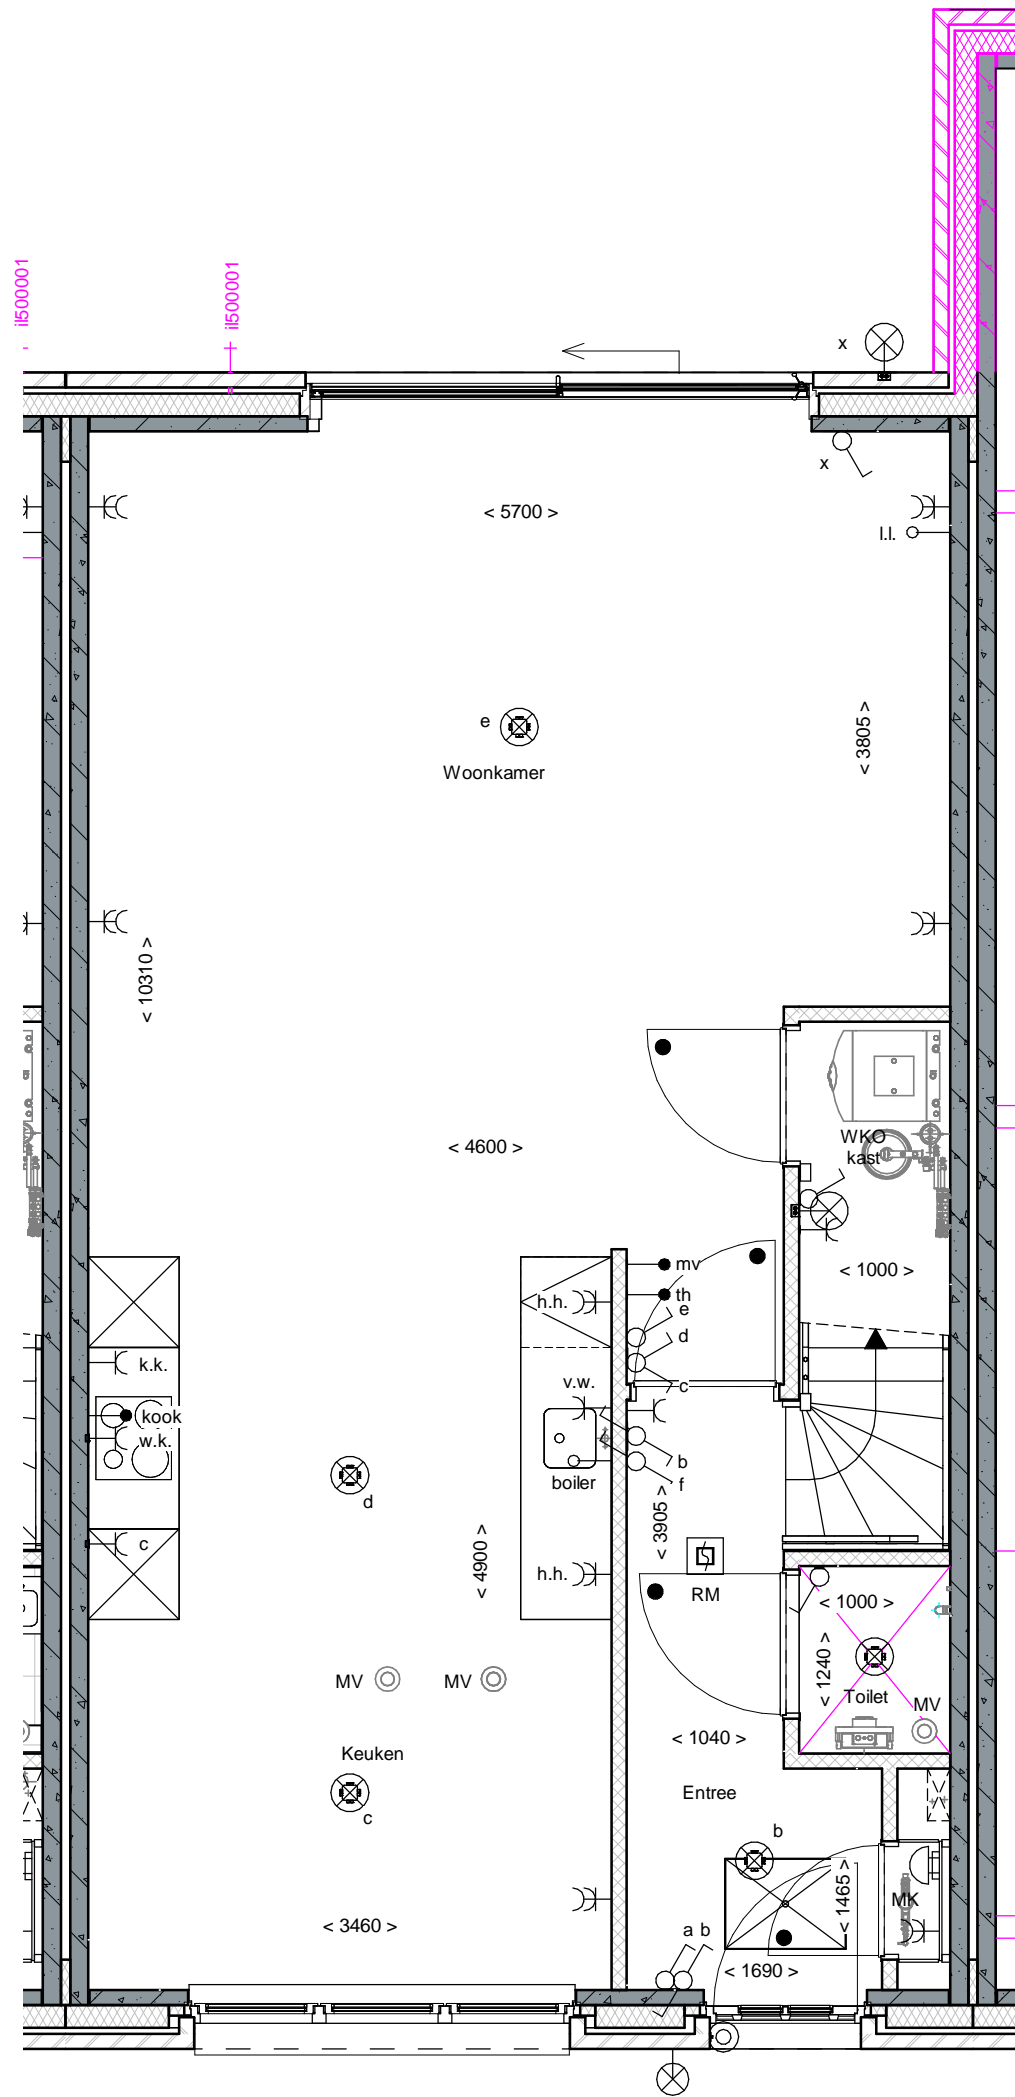 il500001
il500001
x
x
< 5700 >
l.l.
e
Woonkamer
< 3805 >
< 10310 >
< 4600 >
WKO
kast
< 1000 >
mv
th
h.h.
e
d
k.k.
v.w.
c
kook
w.k.
b
boiler
f
d
< 3905 >
c
< 4900 >
h.h.
RM
< 1000 >
< 1240 >
MV
MV
Toilet
MV
< 1040 >
Keuken
Entree
c
b
< 1465 >
MK
< 3460 >
a b
< 1690 >